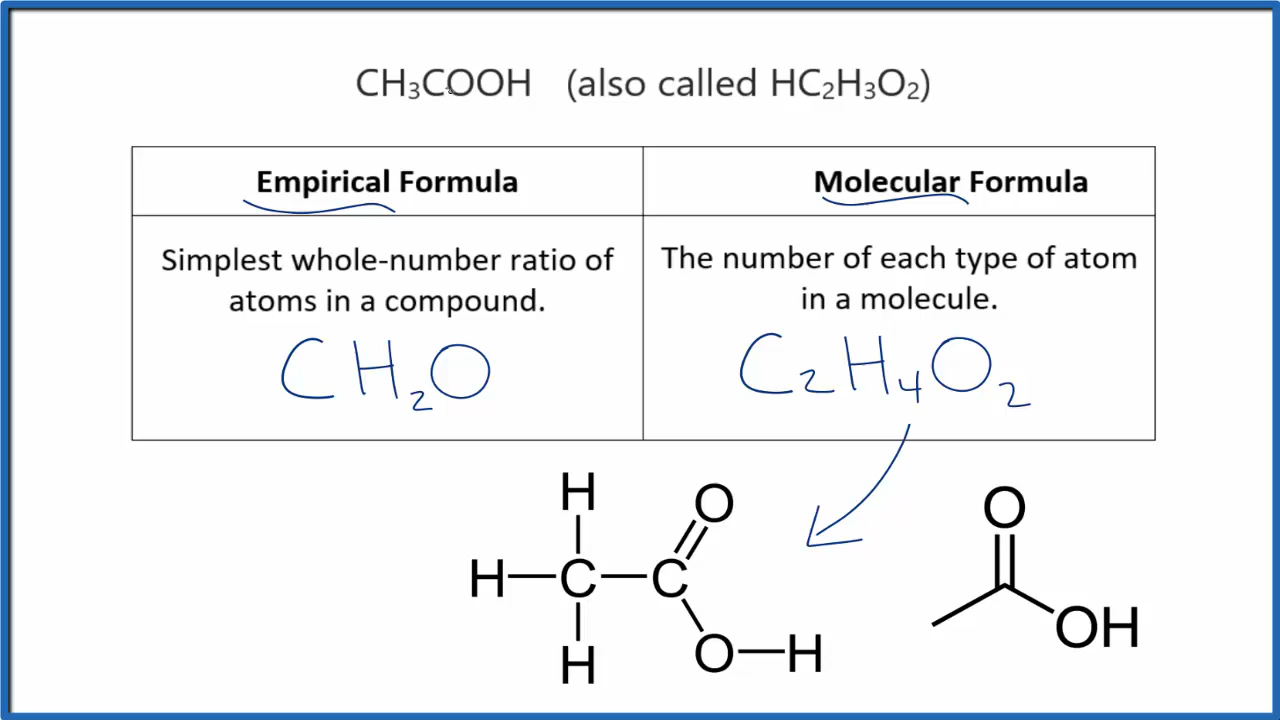 CH₃COOH (also called HC₂H₃O₂)
Empirical Formula
Molecular Formula
Simplest whole-number ratio of
atoms in a compound.
The number of each type of atom
in a molecule.
CH₂O
C₂H₄O₂
H
O
H C C
O H
H
O
OH